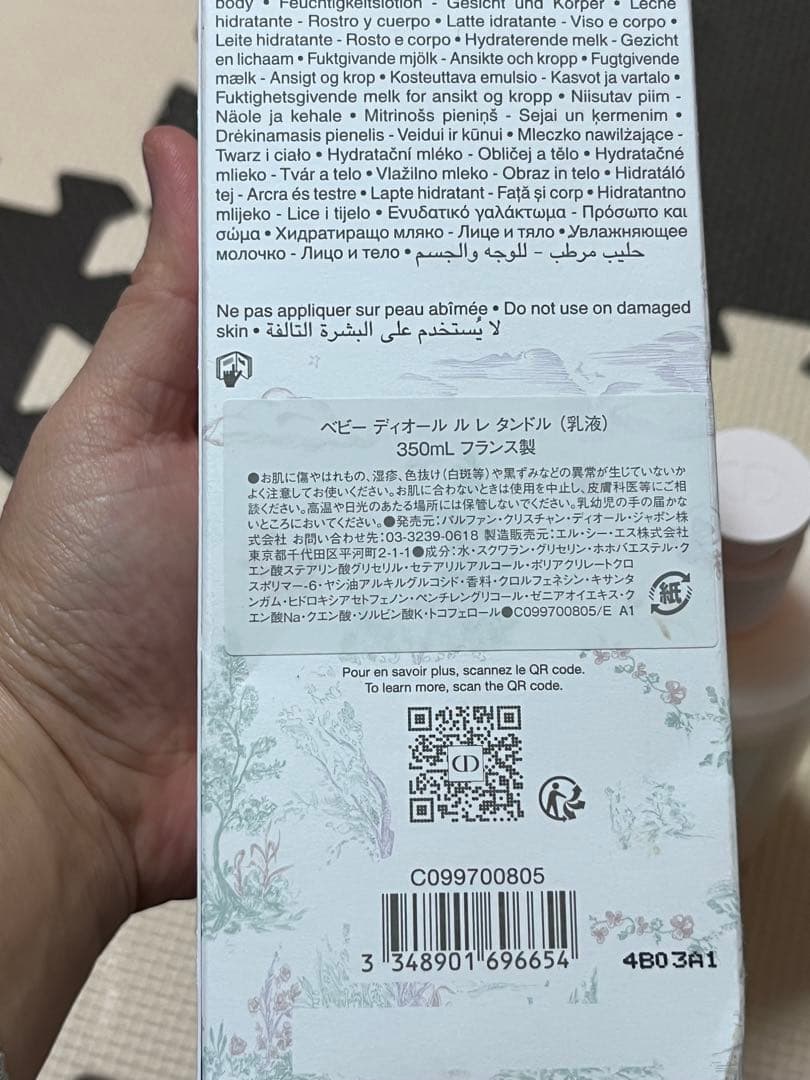 body • Feuchtigkeitslotion - Gesicht und Körper • Leche
hidratante - Rostro y cuerpo • Latte idratante - Viso e corpo •
Leite hidratante - Rosto e corpo • Hydraterende melk - Gezicht
en lichaam • Fuktgivande mjölk - Ansikte och kropp • Fugtgivende
mælk - Ansigt og krop • Kosteuttava emulsio - Kasvot ja vartalo •
Fuktighetsgivende melk for ansikt og kropp • Niisutav piim -
Näole ja kehale • Mitrinošs pieniņš - Sejai un ķermenim •
Drėkinamasis pienelis - Veidui ir kūnui • Mleczko nawilżające -
Twarz i ciało • Hydratační mléko - Obličej a tělo • Hydratačné
mlieko - Tvár a telo • Vlažilno mleko - Obraz in telo • Hidratáló
tej - Arcra és testre • Lapte hidratant - Față și corp • Hidratantno
mlijeko - Lice i tijelo • Ενυδατικό γαλάκτωμα - Πρόσωπο και
σώμα • Хидратиращо мляко - Лице и тяло • Увлажняющее
молочко - Лицо и тело • حليب مرطب – للوجه والجسم
Ne pas appliquer sur peau abîmée • Do not use on damaged
skin • لا يُستخدم على البشرة التالفة
ベビー ディオール ル レ タンドル（乳液）
350mL フランス製
●お肌に傷やはれもの、湿疹、色抜け（白斑等）や黒ずみなどの異常が生じていないか
よく注意してお使いください。お肌に合わないときは使用を中止し、皮膚科医等にご相
談ください。高温や日光のあたる場所には保管しないでください。乳幼児の手の届かな
いところにおいてください。●発売元：パルファン・クリスチャン・ディオール・ジャポン株
式会社 お問い合わせ先：03-3239-0618 製造販売元：エル・シー・エス株式会社
東京都千代田区平河町2-1-1●成分：水・スクワラン・グリセリン・ホホバエステル・ク
エン酸ステアリン酸グリセリル・セテアリルアルコール・ポリアクリレートクロ
スポリマー-6・ヤシ油アルキルグルコシド・香料・クロルフェネシン・キサンタ
ンガム・ヒドロキシアセトフェノン・ペンチレングリコール・ゼニアオイエキス・ク
エン酸Na・クエン酸・ソルビン酸K・トコフェロール●C099700805/E A1
紙
Pour en savoir plus, scannez le QR code.
To learn more, scan the QR code.
CD
C099700805
3 348901 696654
4B03A1